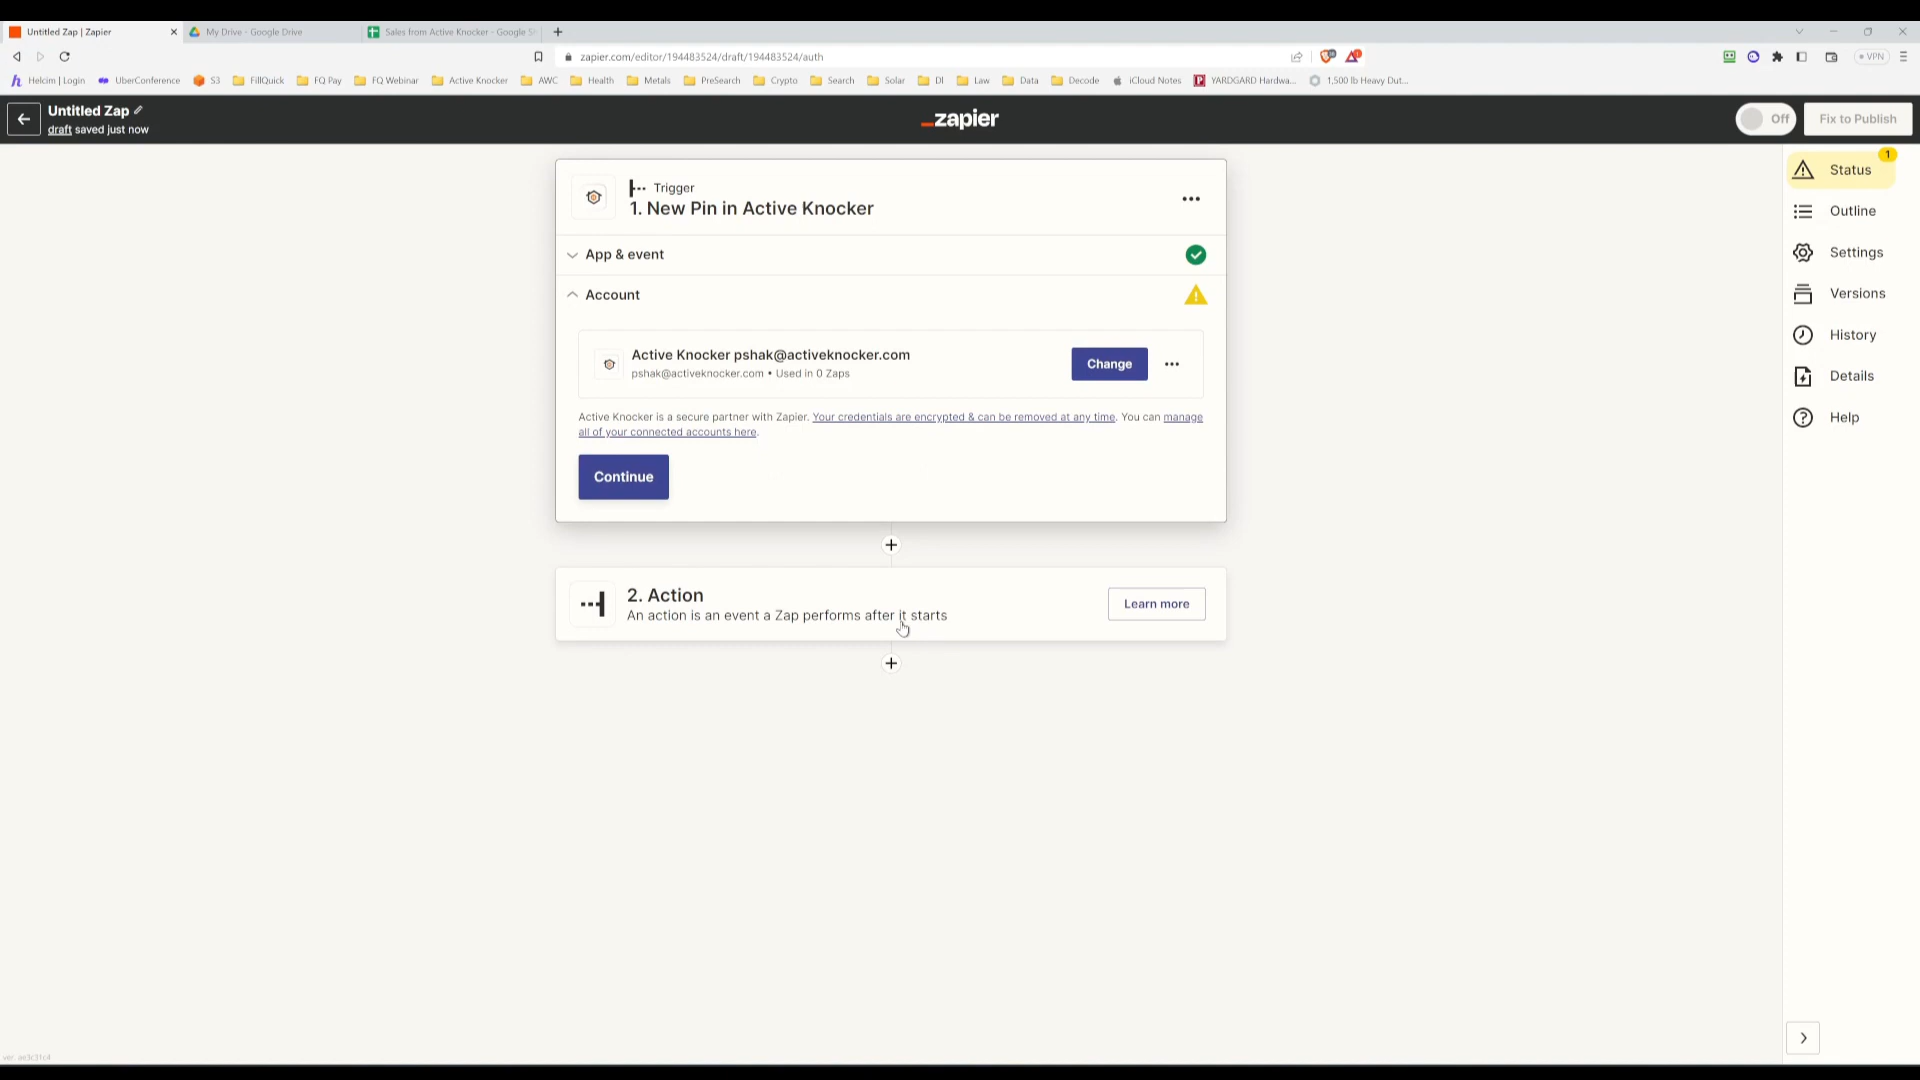 Untitled Zap | Zapier
My Drive - Google Drive
Sales from Active Knocker - Google Sh
zapier.com/editor/194483524/draft/194483524/auth
VPN
Helcim | Login
UberConference
S3
FillQuick
FQ Pay
FQ Webinar
Active Knocker
AWC
Health
Metals
PreSearch
Crypto
Search
Solar
DI
Law
Data
Decode
iCloud Notes
YARDGARD Hardwa...
1,500 lb Heavy Dut...
Untitled Zap
draft saved just now
zapier
Off
Fix to Publish
Trigger
1. New Pin in Active Knocker
App & event
Account
Active Knocker pshak@activeknocker.com
pshak@activeknocker.com • Used in 0 Zaps
Change
Active Knocker is a secure partner with Zapier. Your credentials are encrypted & can be removed at any time. You can manage
all of your connected accounts here.
Continue
2. Action
An action is an event a Zap performs after it starts
Learn more
1
Status
Outline
Settings
Versions
History
Details
Help
ver. ae3c31c4